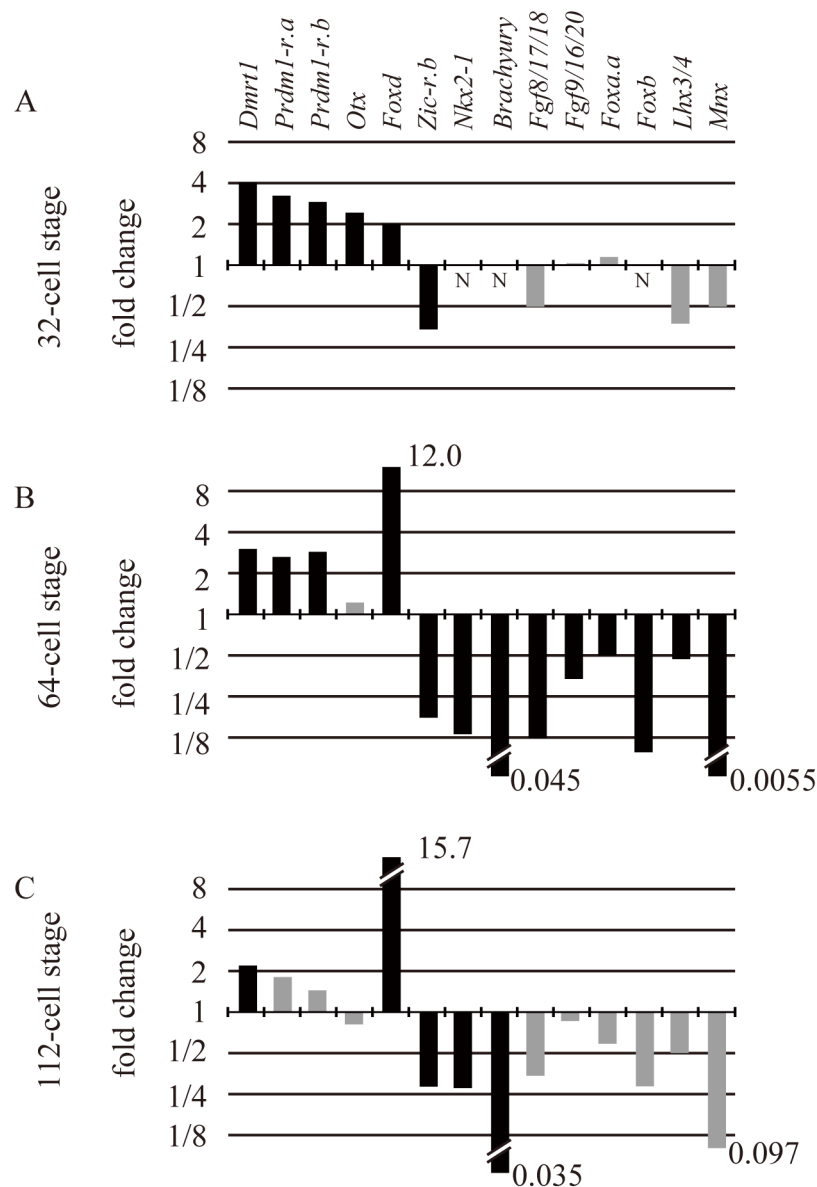 Dmrt1
Prdm1-r.a
Prdm1-r.b
Otx
Foxd
Zic-r.b
Nkx2-1
Brachyury
Fgf8/17/18
Fgf9/16/20
Foxa.a
Foxb
Lhx3/4
Mnx
A
32-cell stage
fold change
8
4
2
1
1/2
1/4
1/8
N
N
N
B
64-cell stage
fold change
8
4
2
1
1/2
1/4
1/8
12.0
0.045
0.0055
C
112-cell stage
fold change
8
4
2
1
1/2
1/4
1/8
15.7
0.035
0.097